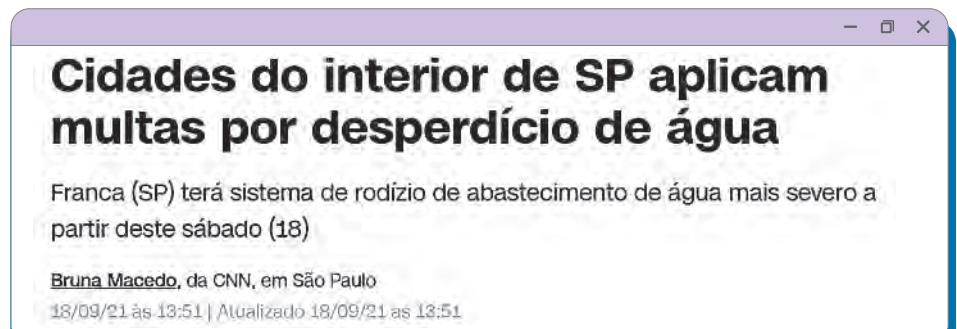 Cidades do interior de SP aplicam
multas por desperdício de água
Franca (SP) terá sistema de rodízio de abastecimento de água mais severo a
partir deste sábado (18)
Bruna Macedo, da CNN, em São Paulo
18/09/21 às 13:51 | Atualizado 18/09/21 às 13:51